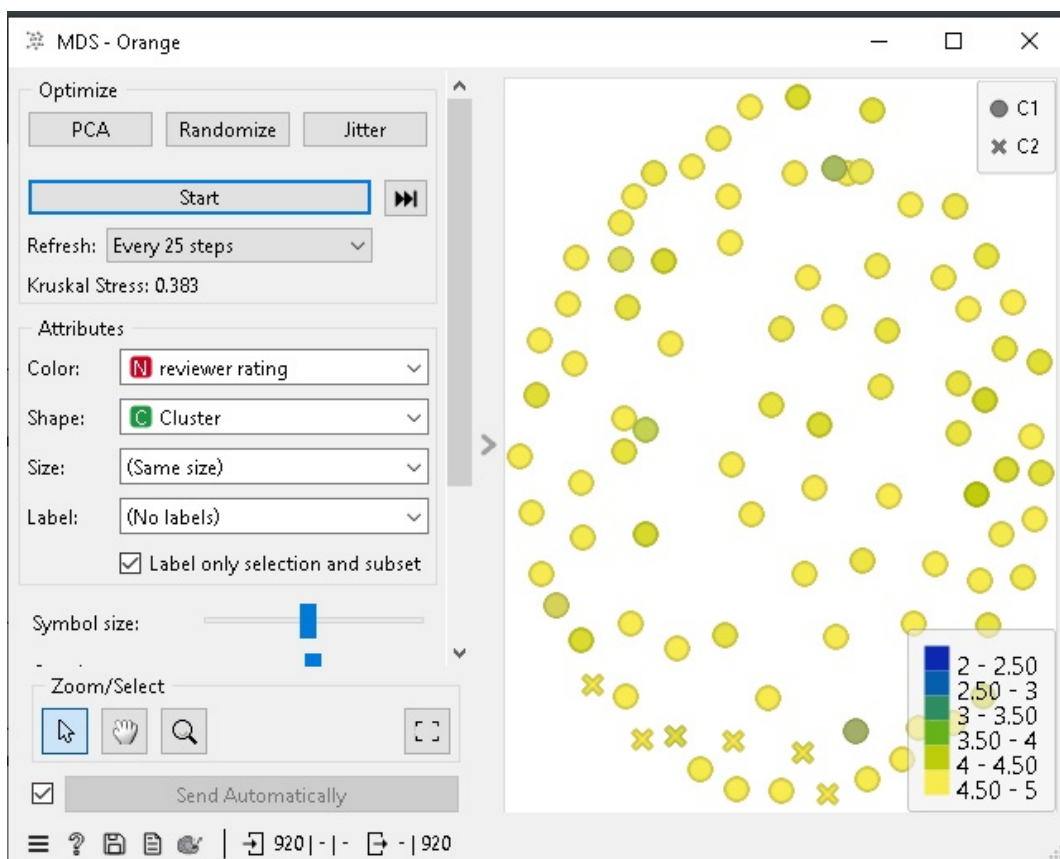 MDS - Orange
Optimize
PCA Randomize Jitter
Start
Refresh: Every 25 steps
Kruskal Stress: 0.383
Attributes
Color: N reviewer rating
Shape: C Cluster
Size: (Same size)
Label: (No labels)
Label only selection and subset
Symbol size:
Zoom/Select
Send Automatically
920 | - | - - | 920
C1
C2
2 - 2.50
2.50 - 3
3 - 3.50
3.50 - 4
4 - 4.50
4.50 - 5